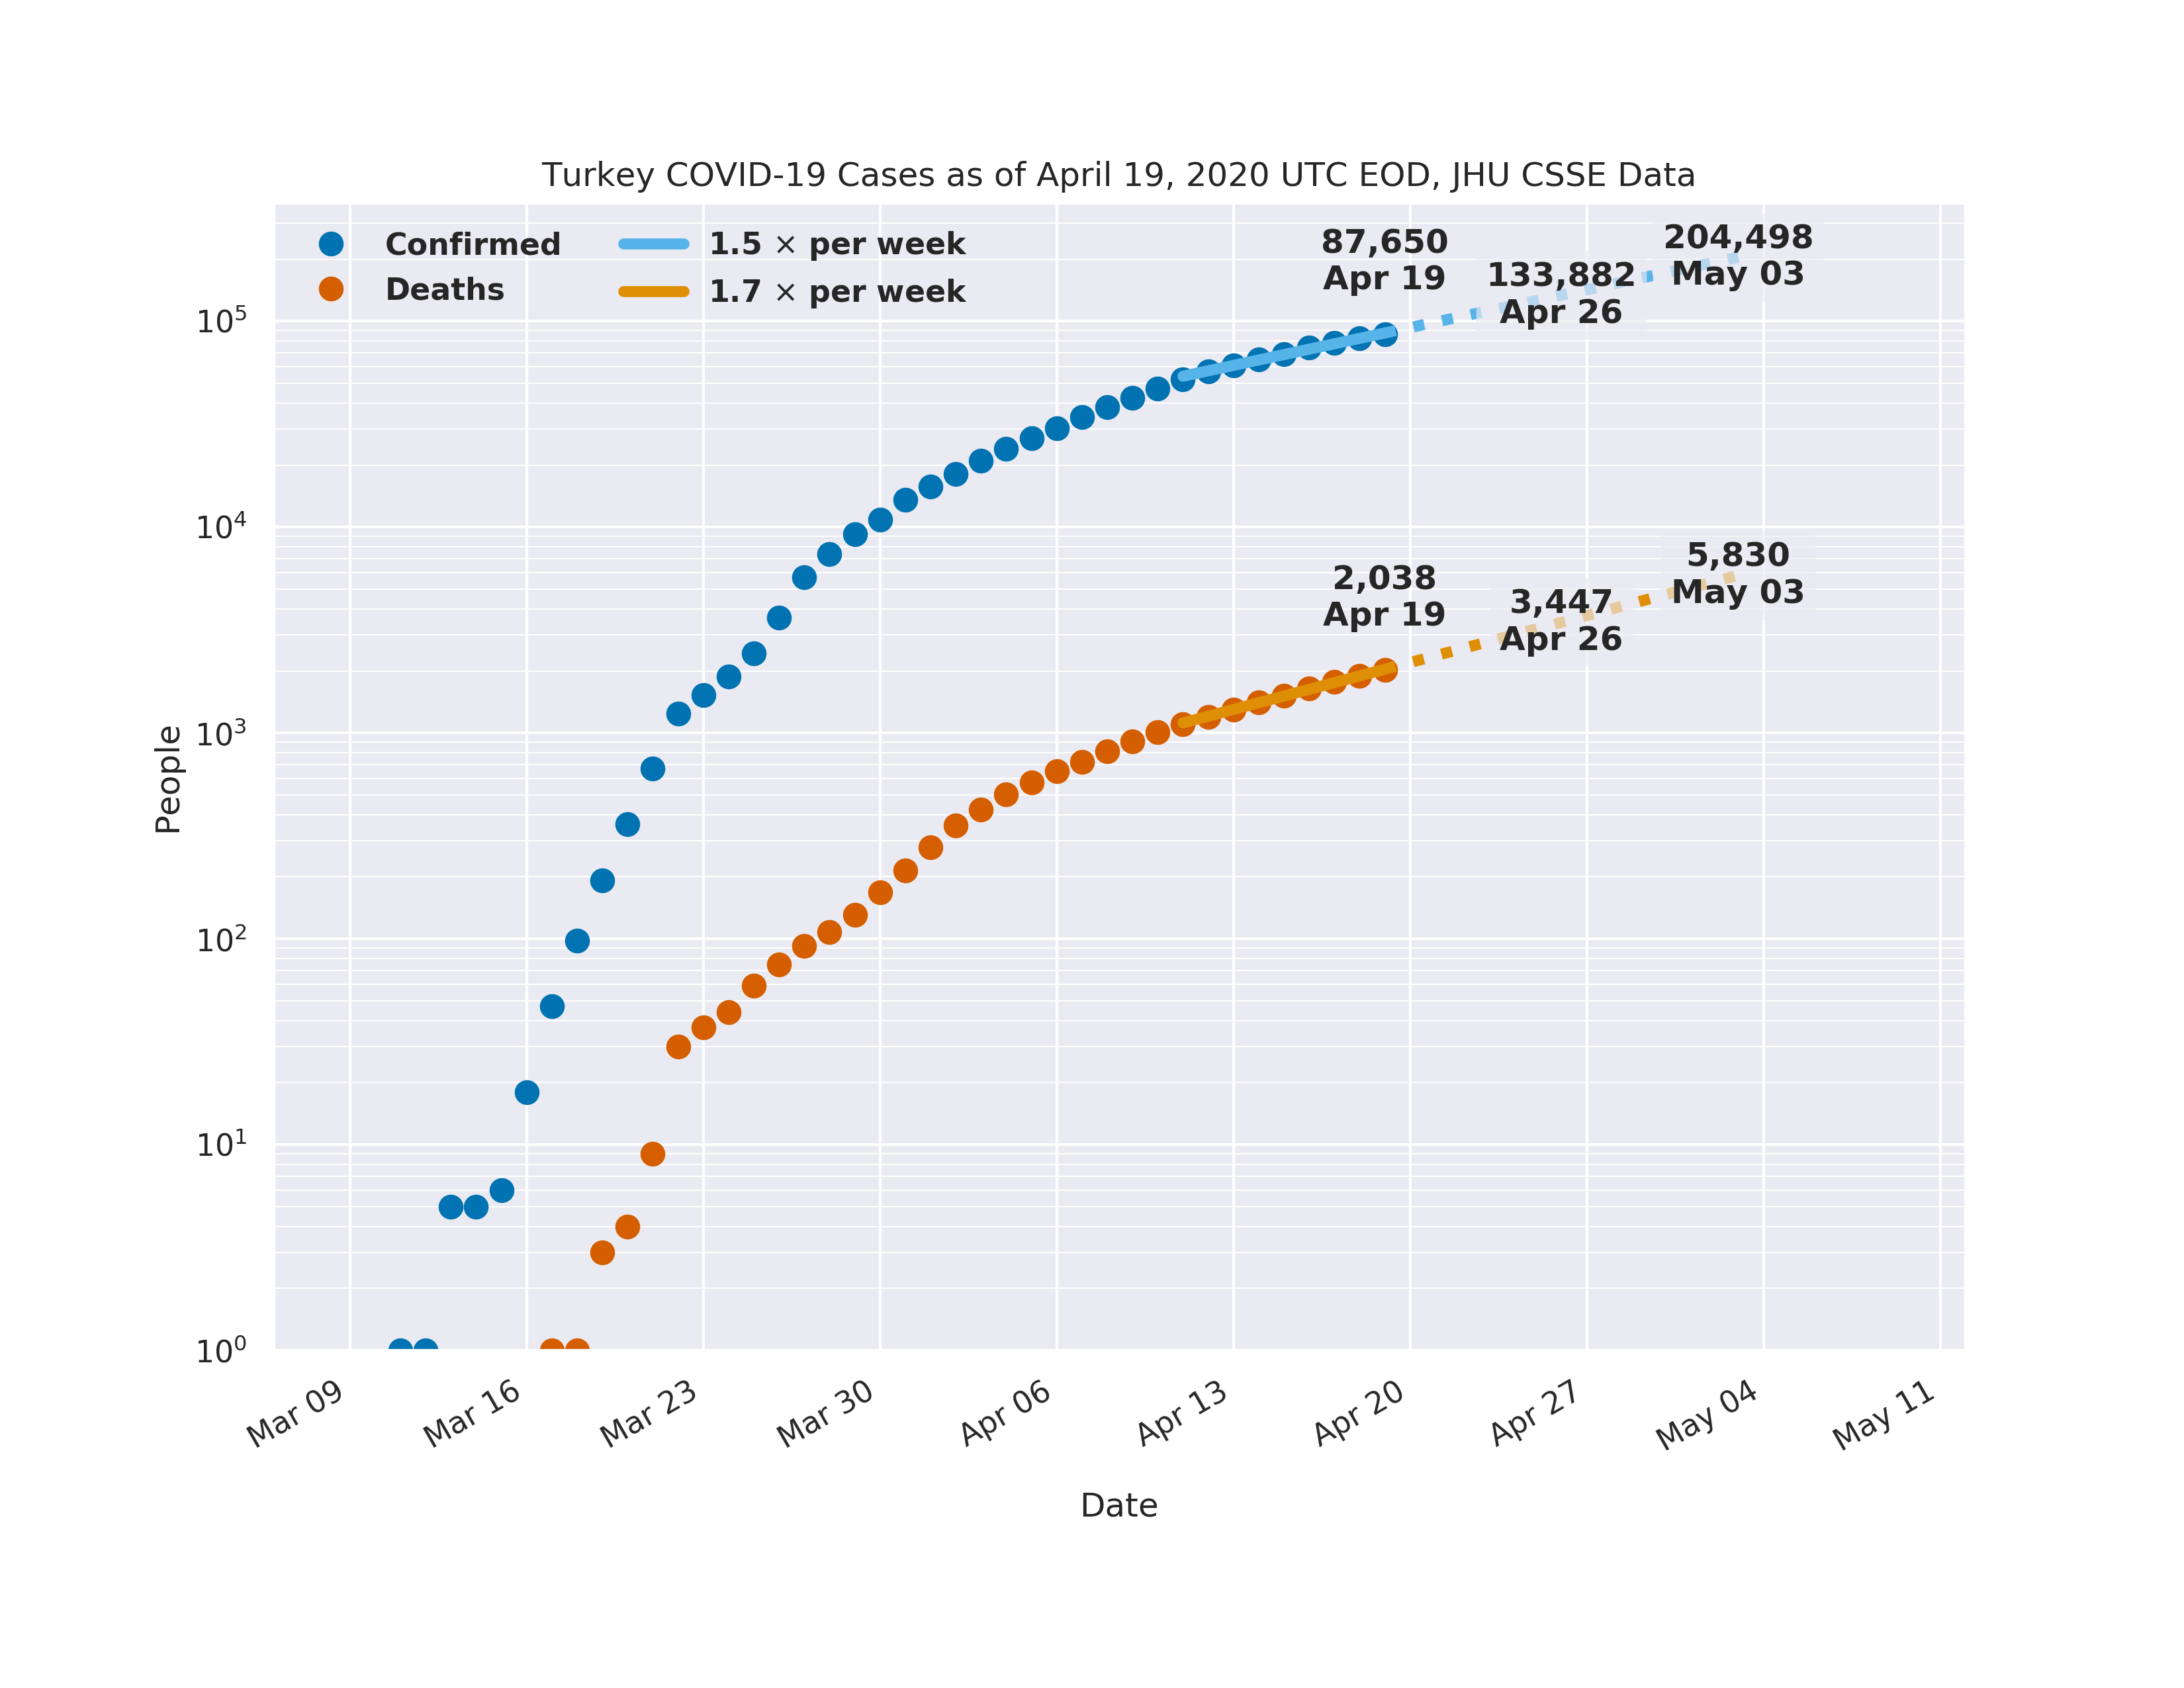 Turkey COVID-19 Cases as of April 19, 2020 UTC EOD, JHU CSSE Data
Confirmed
Deaths
1.5 × per week
1.7 × per week
87,650
Apr 19
133,882
Apr 26
204,498
May 03
2,038
Apr 19
3,447
Apr 26
5,830
May 03
People
10⁵
10⁴
10³
10²
10¹
10⁰
Mar 09
Mar 16
Mar 23
Mar 30
Apr 06
Apr 13
Apr 20
Apr 27
May 04
May 11
Date